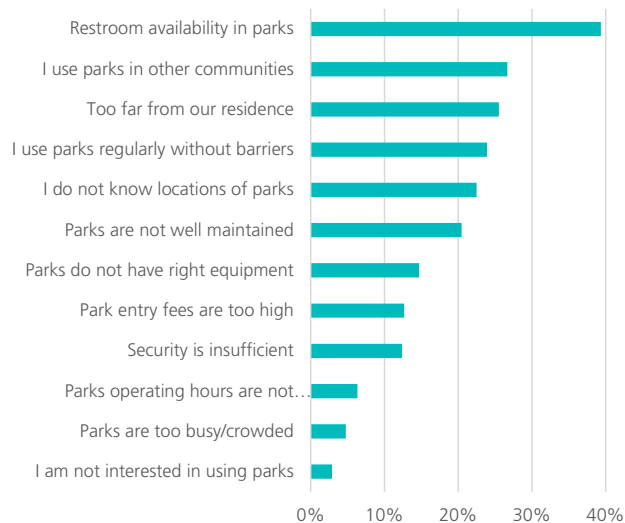 Restroom availability in parks
I use parks in other communities
Too far from our residence
I use parks regularly without barriers
I do not know locations of parks
Parks are not well maintained
Parks do not have right equipment
Park entry fees are too high
Security is insufficient
Parks operating hours are not…
Parks are too busy/crowded
I am not interested in using parks
0% 10% 20% 30% 40%